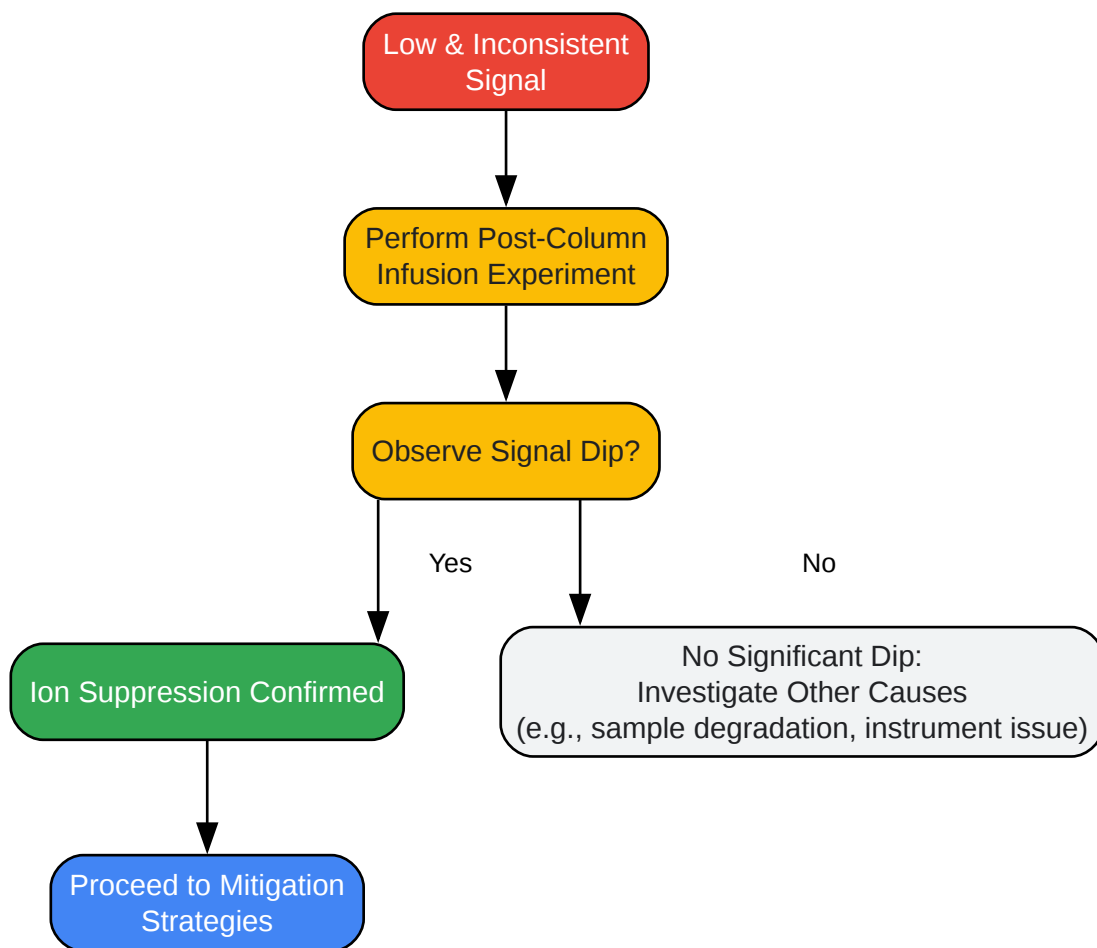 Low & Inconsistent
Signal
Perform Post-Column
Infusion Experiment
Observe Signal Dip?
Yes
No
Ion Suppression Confirmed
No Significant Dip:
Investigate Other Causes
(e.g., sample degradation, instrument issue)
Proceed to Mitigation
Strategies